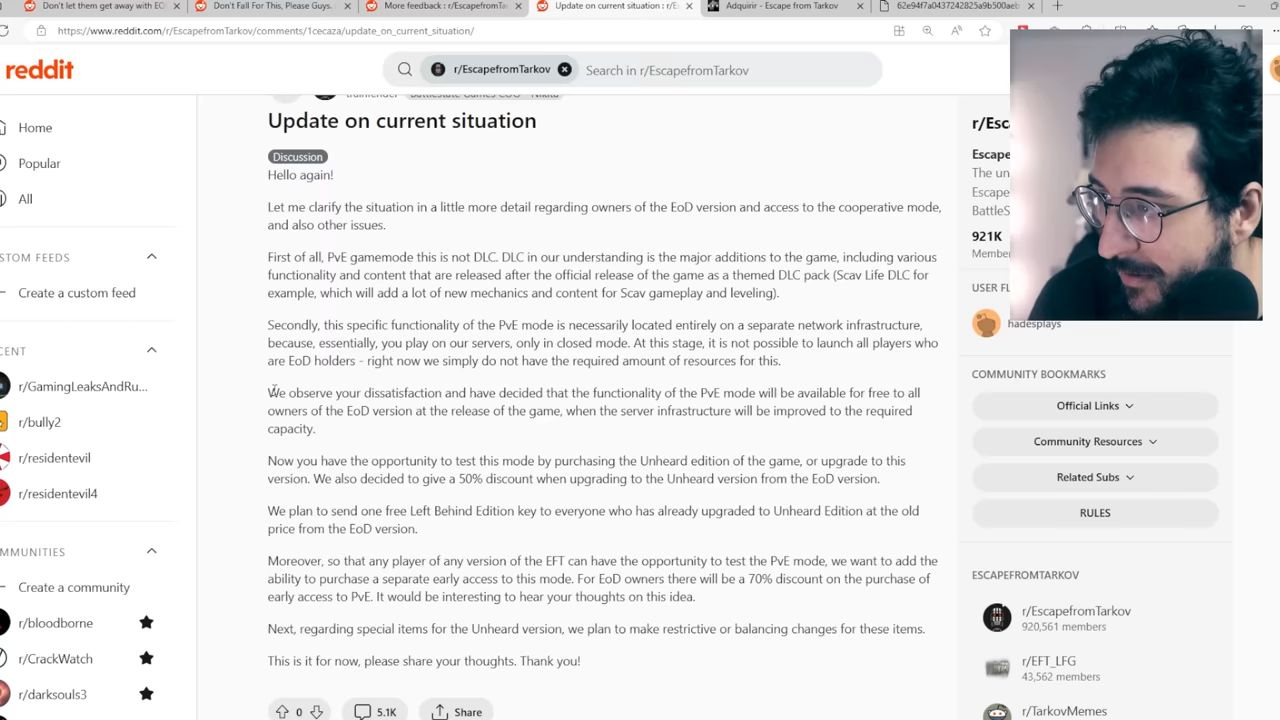 Don't let them get away with EO
Don't Fall For This, Please Guys.
More feedback : r/EscapefromTa
Update on current situation : r/E
Adquirir - Escape from Tarkov
62e94f7a0437242825a9b500aeb
https://www.reddit.com/r/EscapefromTarkov/comments/1cecaza/update_on_current_situation/
reddit
r/EscapefromTarkov
Search in r/EscapefromTarkov
Home
Popular
All
STOM FEEDS
Create a custom feed
CENT
r/GamingLeaksAndRu...
r/bully2
r/residentevil
r/residentevil4
MMUNITIES
Create a community
r/bloodborne
r/CrackWatch
r/darksouls3
trainfender Battlestate Games COO - Nikita
Update on current situation
Discussion
Hello again!
Let me clarify the situation in a little more detail regarding owners of the EoD version and access to the cooperative mode,
and also other issues.
First of all, PvE gamemode this is not DLC. DLC in our understanding is the major additions to the game, including various
functionality and content that are released after the official release of the game as a themed DLC pack (Scav Life DLC for
example, which will add a lot of new mechanics and content for Scav gameplay and leveling).
Secondly, this specific functionality of the PvE mode is necessarily located entirely on a separate network infrastructure,
because, essentially, you play on our servers, only in closed mode. At this stage, it is not possible to launch all players who
are EoD holders - right now we simply do not have the required amount of resources for this.
We observe your dissatisfaction and have decided that the functionality of the PvE mode will be available for free to all
owners of the EoD version at the release of the game, when the server infrastructure will be improved to the required
capacity.
Now you have the opportunity to test this mode by purchasing the Unheard edition of the game, or upgrade to this
version. We also decided to give a 50% discount when upgrading to the Unheard version from the EoD version.
We plan to send one free Left Behind Edition key to everyone who has already upgraded to Unheard Edition at the old
price from the EoD version.
Moreover, so that any player of any version of the EFT can have the opportunity to test the PvE mode, we want to add the
ability to purchase a separate early access to this mode. For EoD owners there will be a 70% discount on the purchase of
early access to PvE. It would be interesting to hear your thoughts on this idea.
Next, regarding special items for the Unheard version, we plan to make restrictive or balancing changes for these items.
This is it for now, please share your thoughts. Thank you!
0
5.1K
Share
r/Esc
Escape
The un
Escape
BattleS
921K
Membe
USER FL
hadesplays
COMMUNITY BOOKMARKS
Official Links
Community Resources
Related Subs
RULES
ESCAPEFROMTARKOV
r/EscapefromTarkov
920,561 members
r/EFT_LFG
43,562 members
r/TarkovMemes